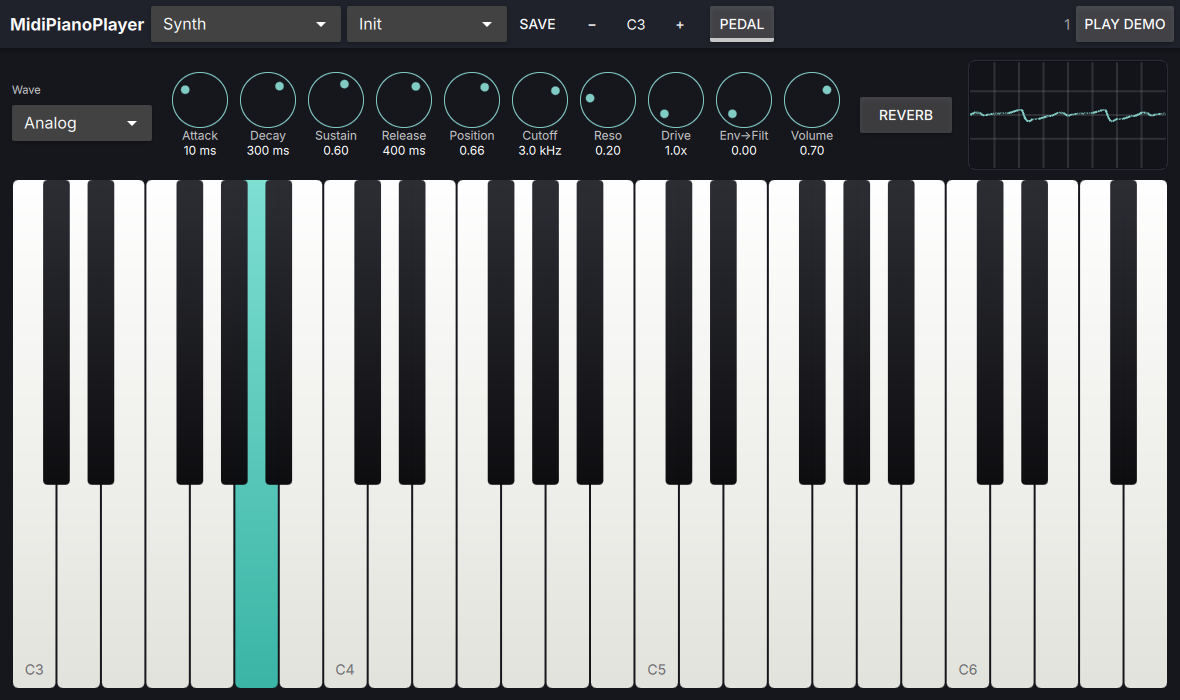 MidiPianoPlayer Synth Init SAVE − C3 + PEDAL 1 PLAY DEMO
Wave
Analog
Attack Decay Sustain Release Position Cutoff Reso Drive Env→Filt Volume
10 ms 300 ms 0.60 400 ms 0.66 3.0 kHz 0.20 1.0x 0.00 0.70
REVERB
C3 C4 C5 C6